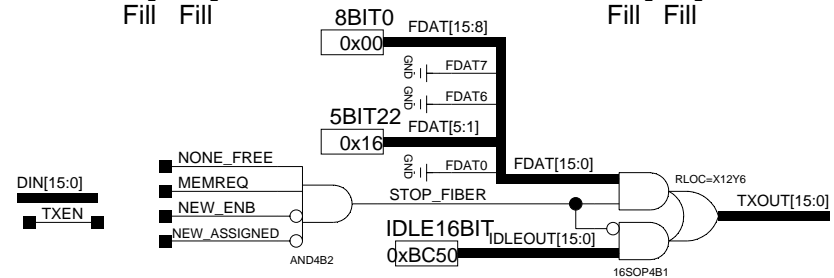 Fill Fill
Fill Fill
8BIT0
FDAT[15:8]
0x00
GND
FDAT7
GND
FDAT6
5BIT22
FDAT[5:1]
0x16
GND
FDAT0
FDAT[15:0]
NONE_FREE
RLOC=X12Y6
DIN[15:0]
MEMREQ
STOP_FIBER
TXOUT[15:0]
TXEN
NEW_ENB
IDLE16BIT
NEW_ASSIGNED
IDLEOUT[15:0]
0xBC50
AND4B2
16SOP4B1